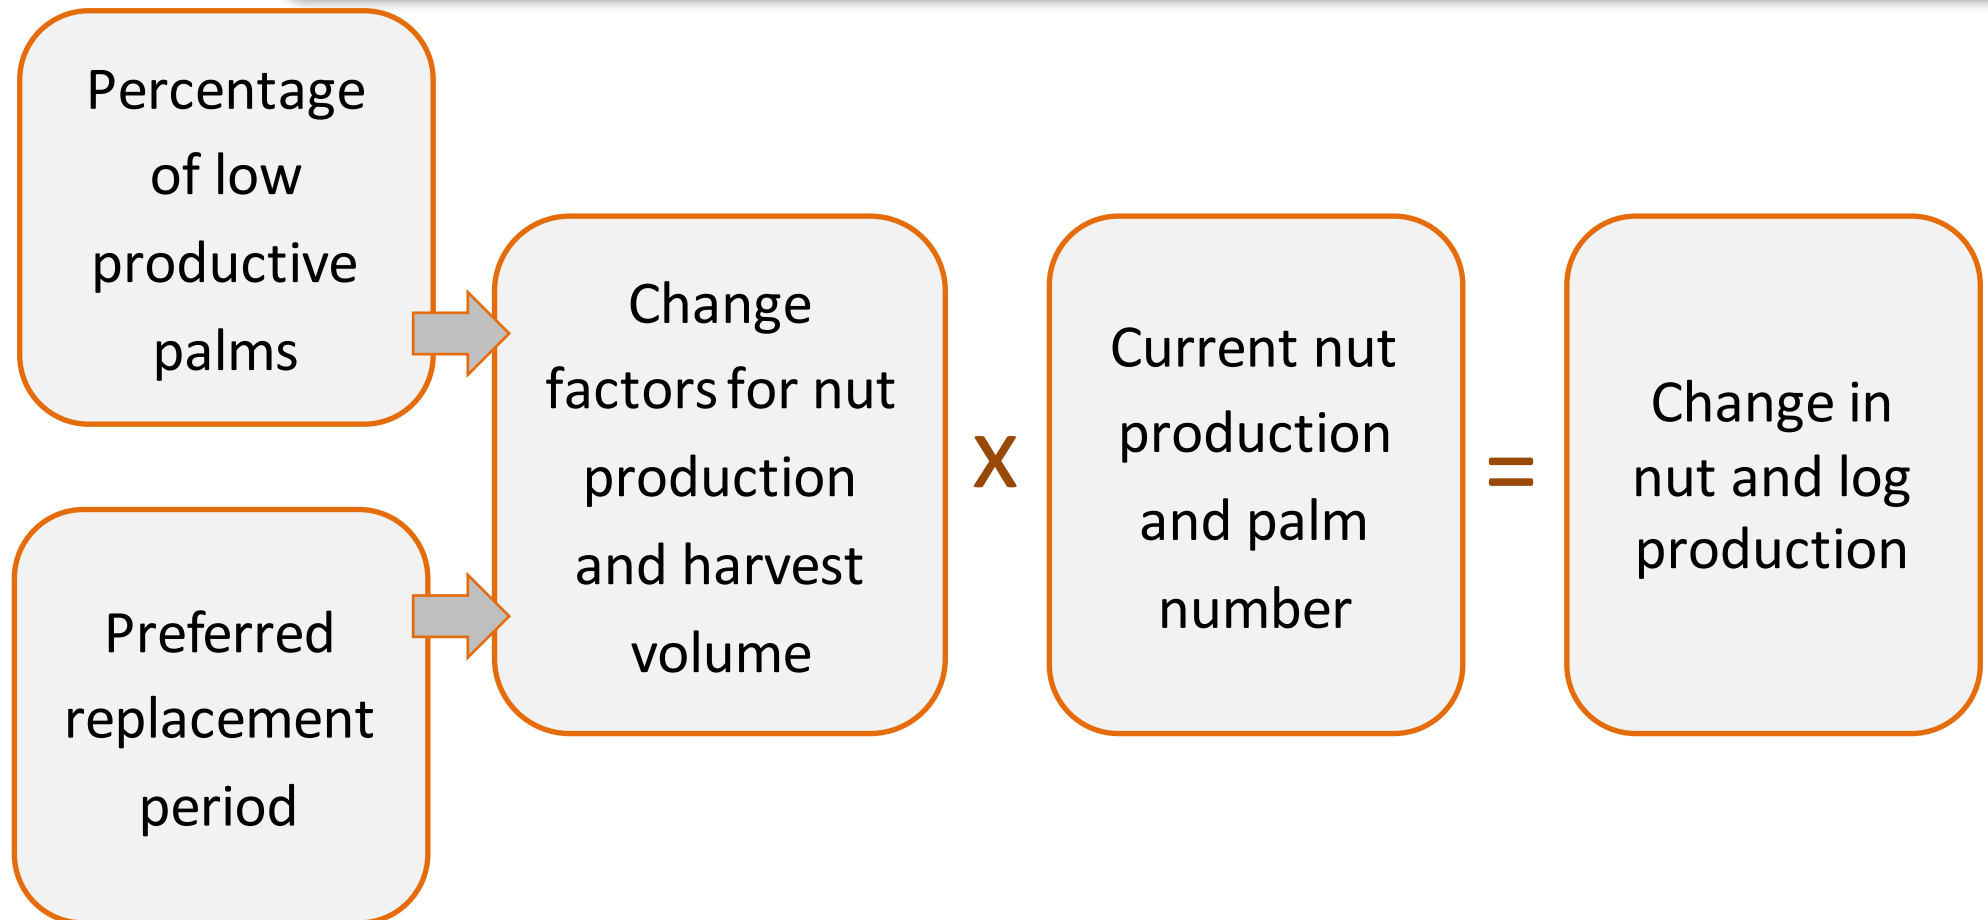 Percentage
of low
productive
palms
Preferred
replacement
period
Change
factors for nut
production
and harvest
volume
X
Current nut
production
and palm
number
=
Change in
nut and log
production